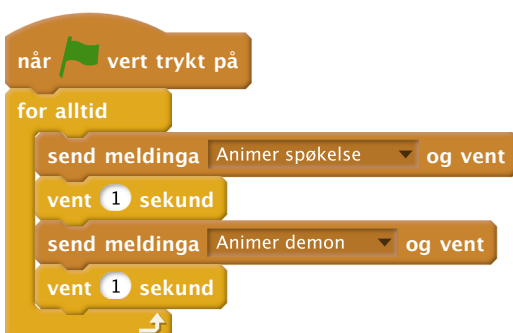 når vert trykt på
for alltid
send meldinga Animer spøkelse og vent
vent 1 sekund
send meldinga Animer demon og vent
vent 1 sekund